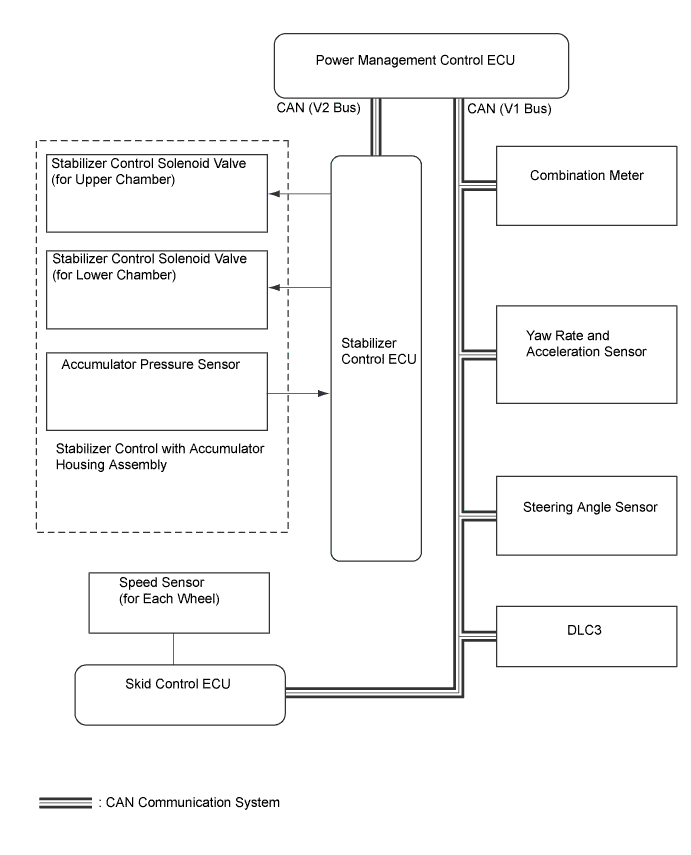 Power Management Control ECU
CAN (V2 Bus)
CAN (V1 Bus)
Stabilizer Control Solenoid Valve
(for Upper Chamber)
Combination Meter
Stabilizer Control Solenoid Valve
(for Lower Chamber)
Yaw Rate and
Acceleration Sensor
Stabilizer
Control ECU
Accumulator Pressure Sensor
Stabilizer Control with Accumulator
Housing Assembly
Steering Angle Sensor
Speed Sensor
(for Each Wheel)
DLC3
Skid Control ECU
: CAN Communication System